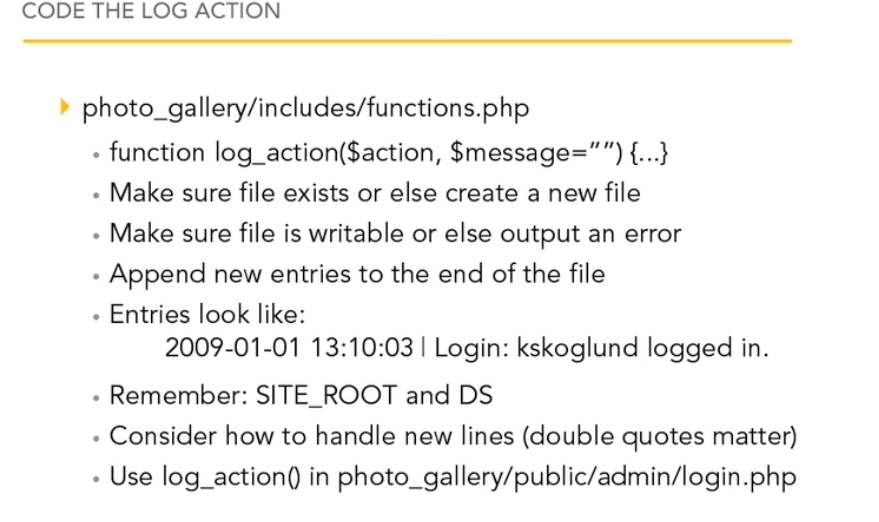 CODE THE LOG ACTION
photo_gallery/includes/functions.php
function log_action($action, $message="") {...}
Make sure file exists or else create a new file
Make sure file is writable or else output an error
Append new entries to the end of the file
Entries look like:
2009-01-01 13:10:03 | Login: kskoglund logged in.
Remember: SITE_ROOT and DS
Consider how to handle new lines (double quotes matter)
Use log_action() in photo_gallery/public/admin/login.php